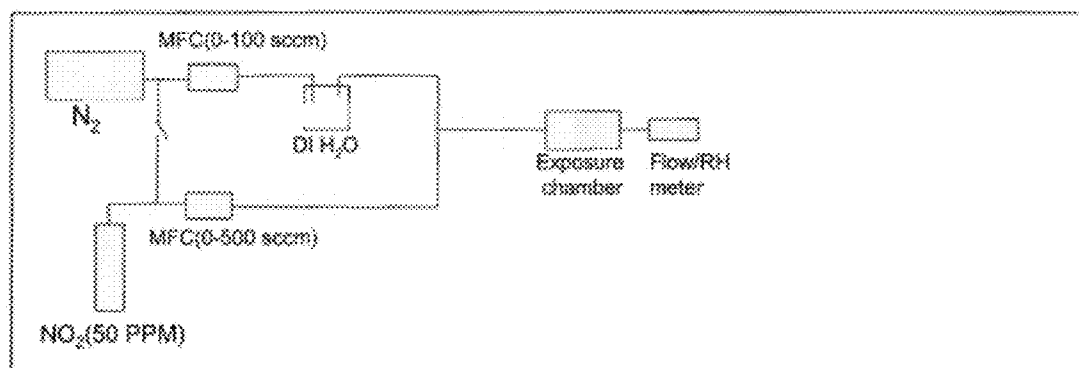 MFC(0-100 sccm)
N₂
DI H₂O
Exposure
chamber
Flow/RH
meter
MFC(0-500 sccm)
NO₂(50 PPM)